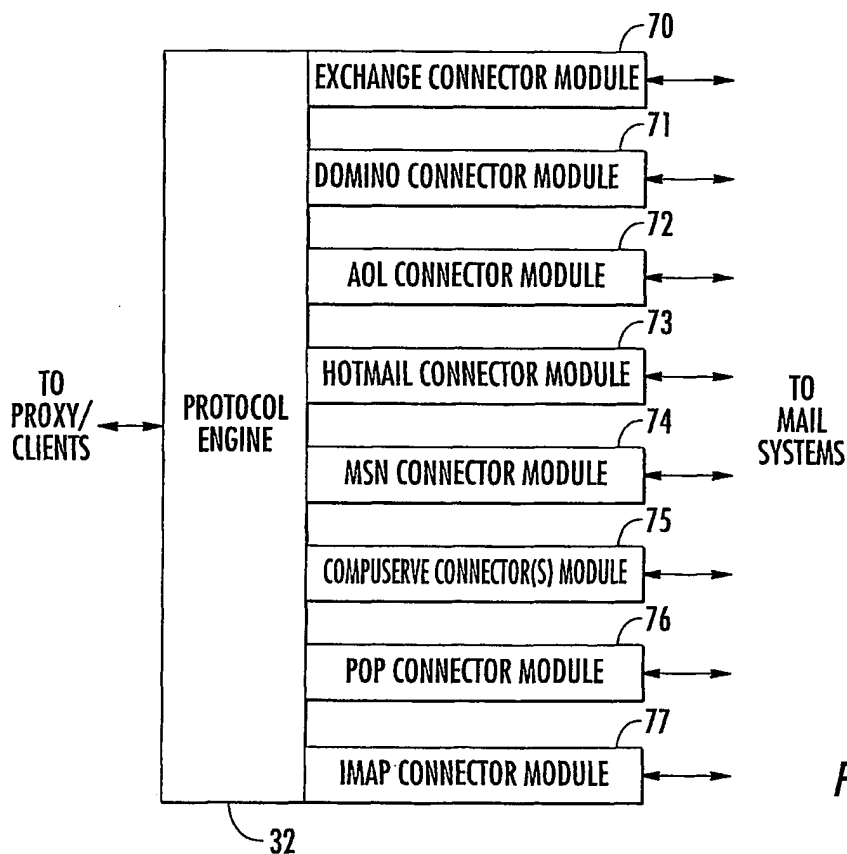 70
EXCHANGE CONNECTOR MODULE
71
DOMINO CONNECTOR MODULE
72
AOL CONNECTOR MODULE
73
HOTMAIL CONNECTOR MODULE
74
MSN CONNECTOR MODULE
75
COMPUSERVE CONNECTOR(S) MODULE
76
POP CONNECTOR MODULE
77
IMAP CONNECTOR MODULE
TO
PROXY/
CLIENTS
PROTOCOL
ENGINE
TO
MAIL
SYSTEMS
32
F